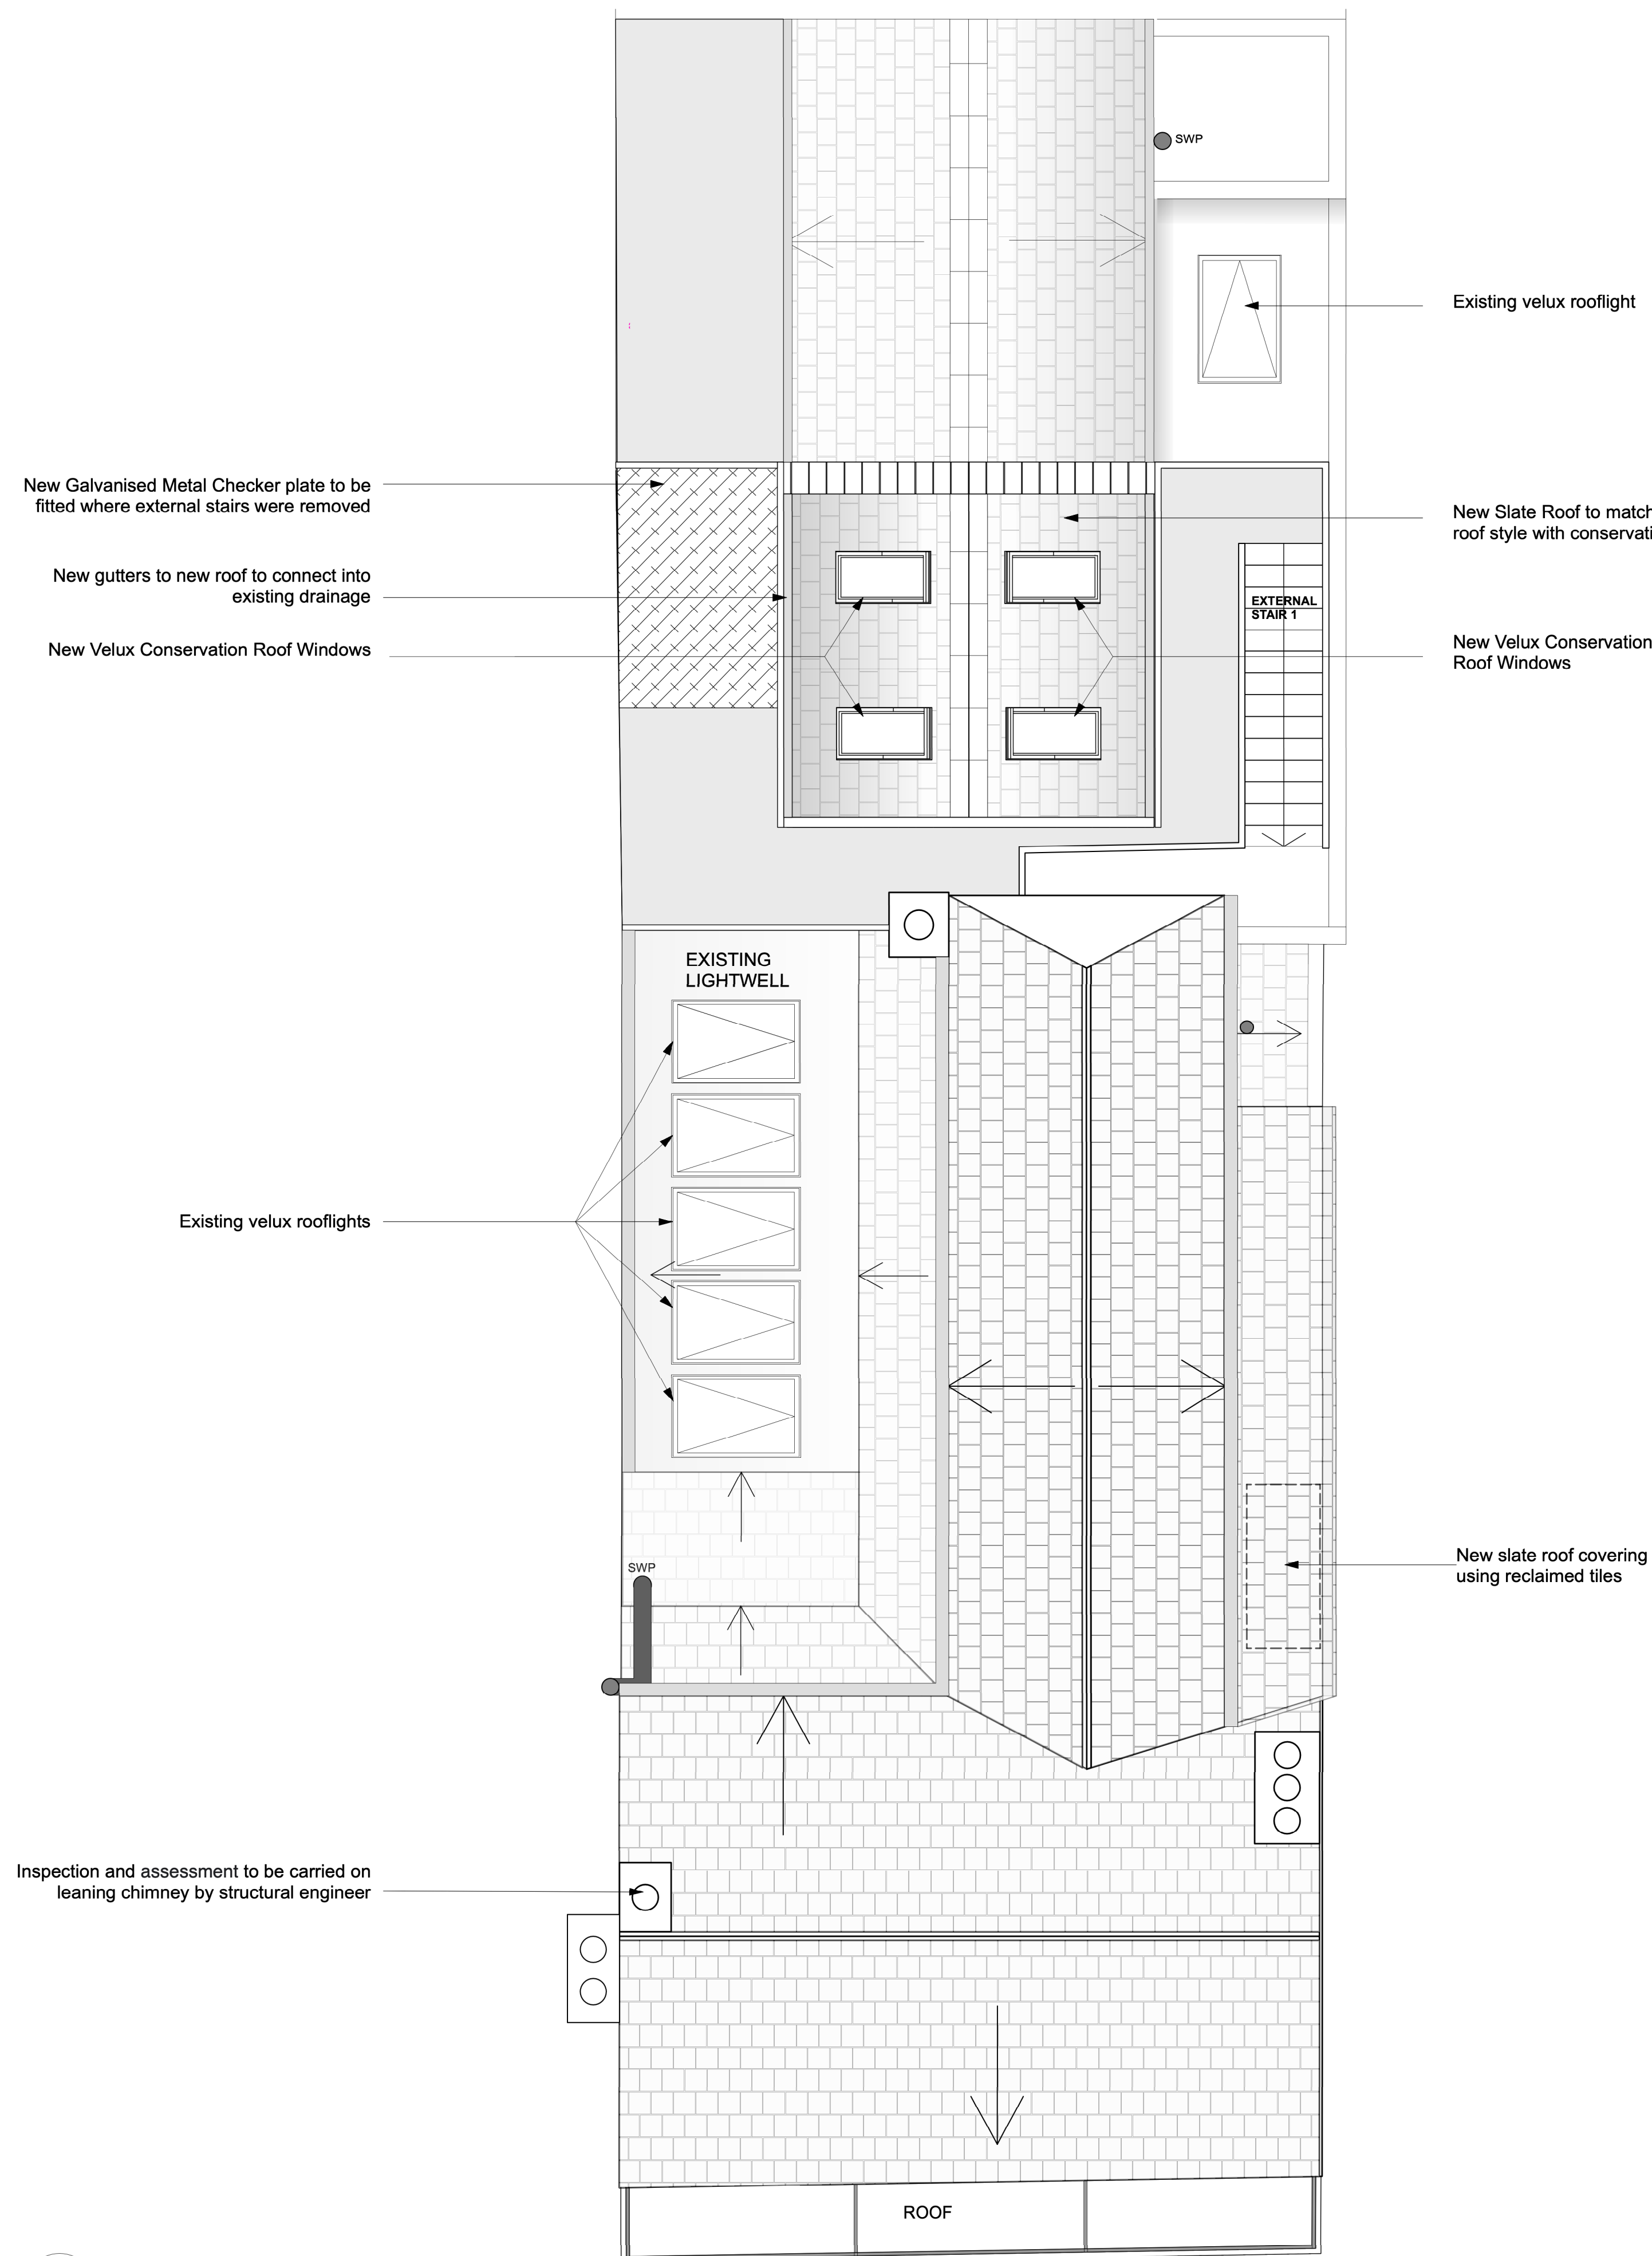 SWP
Existing velux rooflight
New Galvanised Metal Checker plate to be
fitted where external stairs were removed
New Slate Roof to match
roof style with conservati
New gutters to new roof to connect into
existing drainage
EXTERNAL
STAIR 1
New Velux Conservation Roof Windows
New Velux Conservation
Roof Windows
EXISTING
LIGHTWELL
Existing velux rooflights
New slate roof covering
using reclaimed tiles
SWP
Inspection and assessment to be carried on
leaning chimney by structural engineer
ROOF